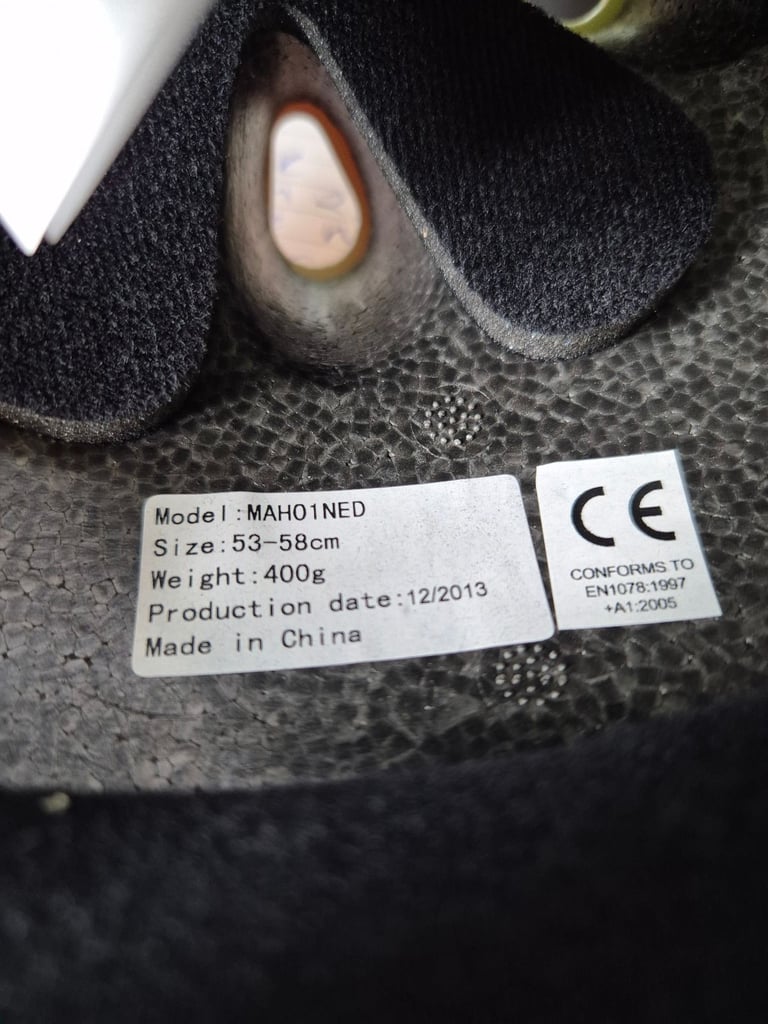 Model:MAH01NED
Size:53-58cm
Weight:400g
Production date:12/2013
Made in China
CE
CONFORMS TO
EN1078:1997
+A1:2005